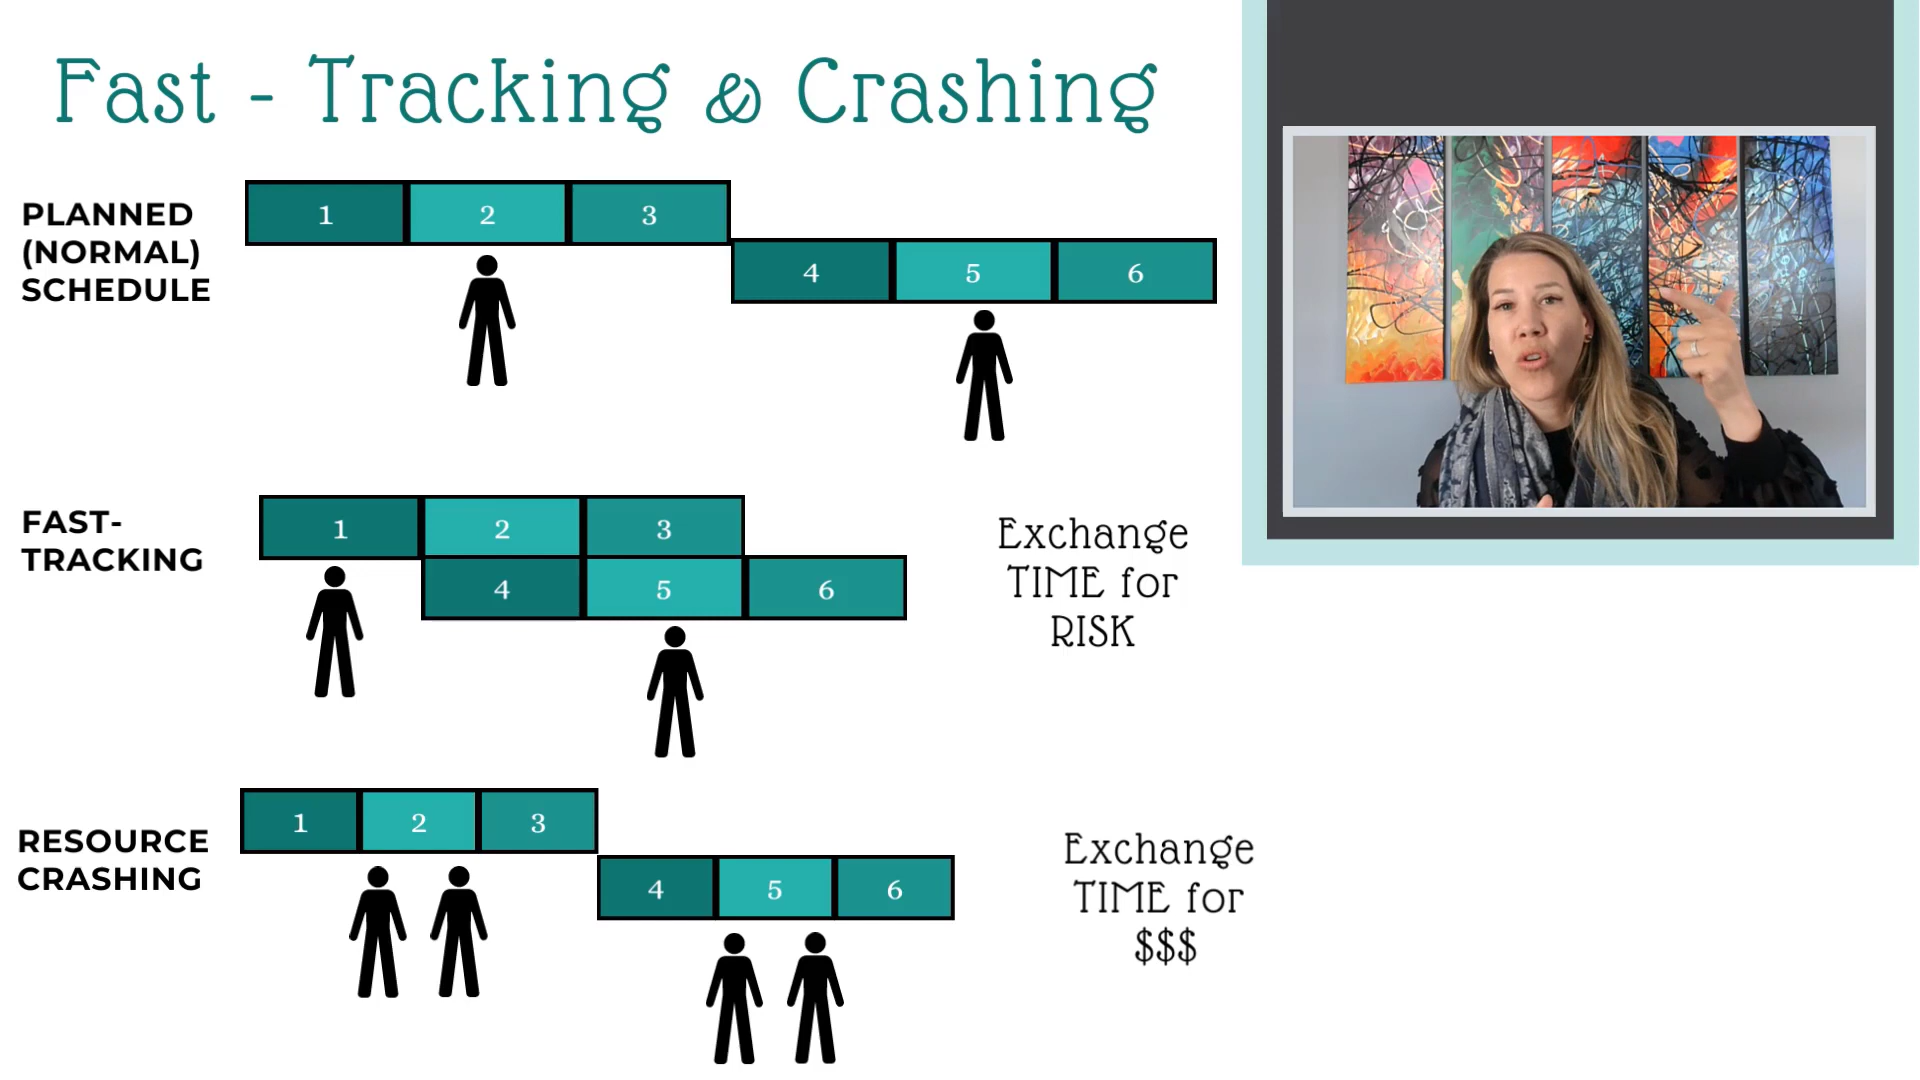 Fast - Tracking & Crashing
PLANNED
(NORMAL)
SCHEDULE
1 2 3
4 5 6
FAST-
TRACKING
1 2 3
4 5 6
Exchange
TIME for
RISK
RESOURCE
CRASHING
1 2 3
4 5 6
Exchange
TIME for
$$$